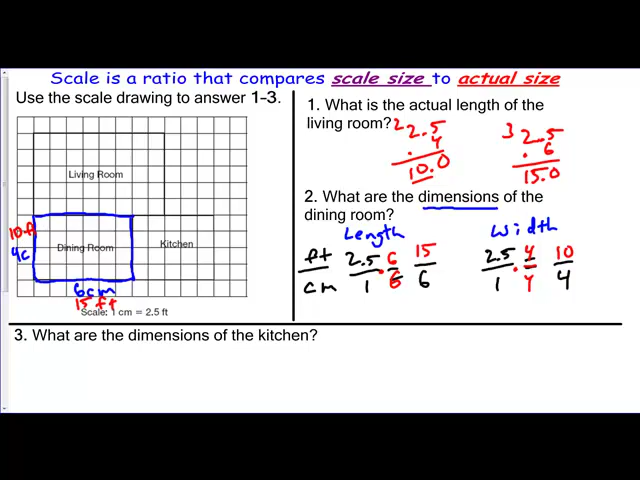 Scale is a ratio that compares scale size to actual size
Use the scale drawing to answer 1-3.
Living Room
Dining Room
Kitchen
10 ft
4c
6cm
15 ft
Scale: 1 cm = 2.5 ft
1. What is the actual length of the
living room?
2
2.5
. 4
10.0
3
2.5
. 6
15.0
2. What are the dimensions of the
dining room?
Length
ft 2.5 . 6 15
cm 1 6 6
Width
2.5 . 4 10
1 4 4
3. What are the dimensions of the kitchen?